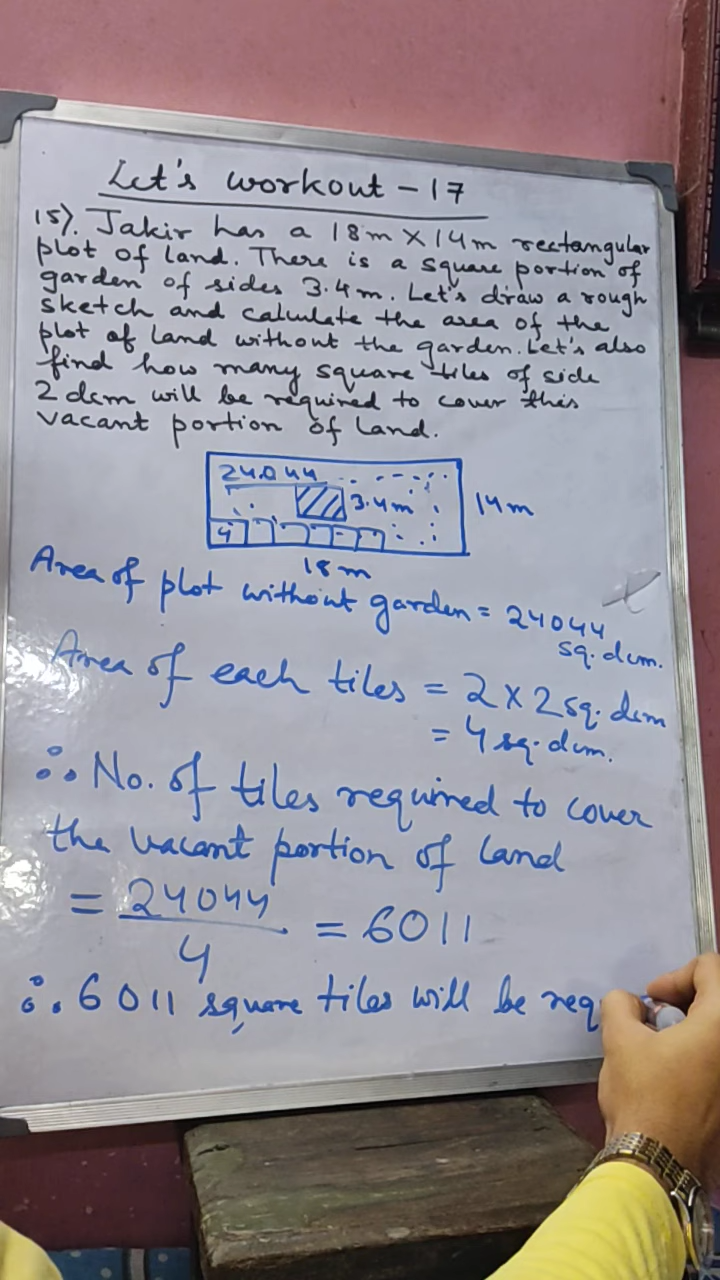 Let's workout - 17
15). Jakir has a 18m X 14m rectangular
plot of land. There is a square portion of
garden of sides 3.4m. Let's draw a rough
sketch and calculate the area of the
plot of land without the garden. Let's also
find how many square tiles of side
2 dcm will be required to cover this
vacant portion of land.
24044
3.4m
14m
4
18m
Area of plot without garden = 24044
sq. dcm.
Area of each tiles = 2 X 2 sq. dcm
= 4 sq. dcm.
∴ No. of tiles required to cover
the vacant portion of land
= 24044/4 = 6011
∴ 6011 square tiles will be req